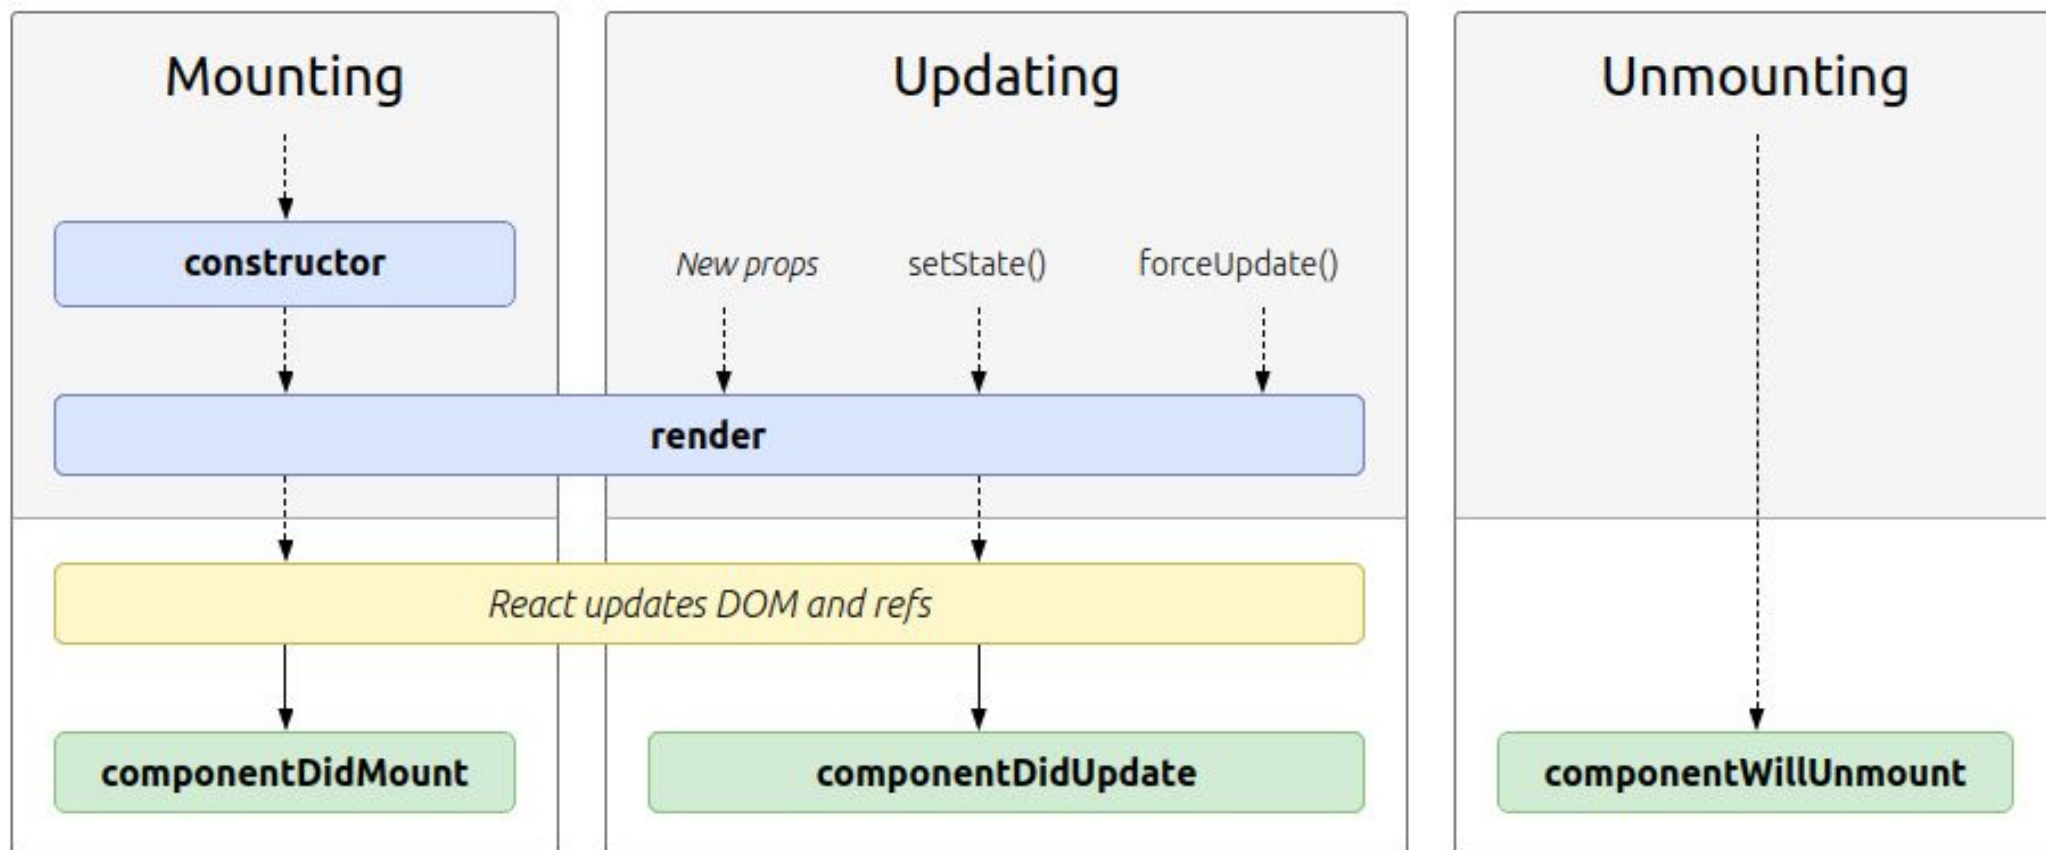 Mounting
Updating
Unmounting
constructor
New props
setState()
forceUpdate()
render
React updates DOM and refs
componentDidMount
componentDidUpdate
componentWillUnmount